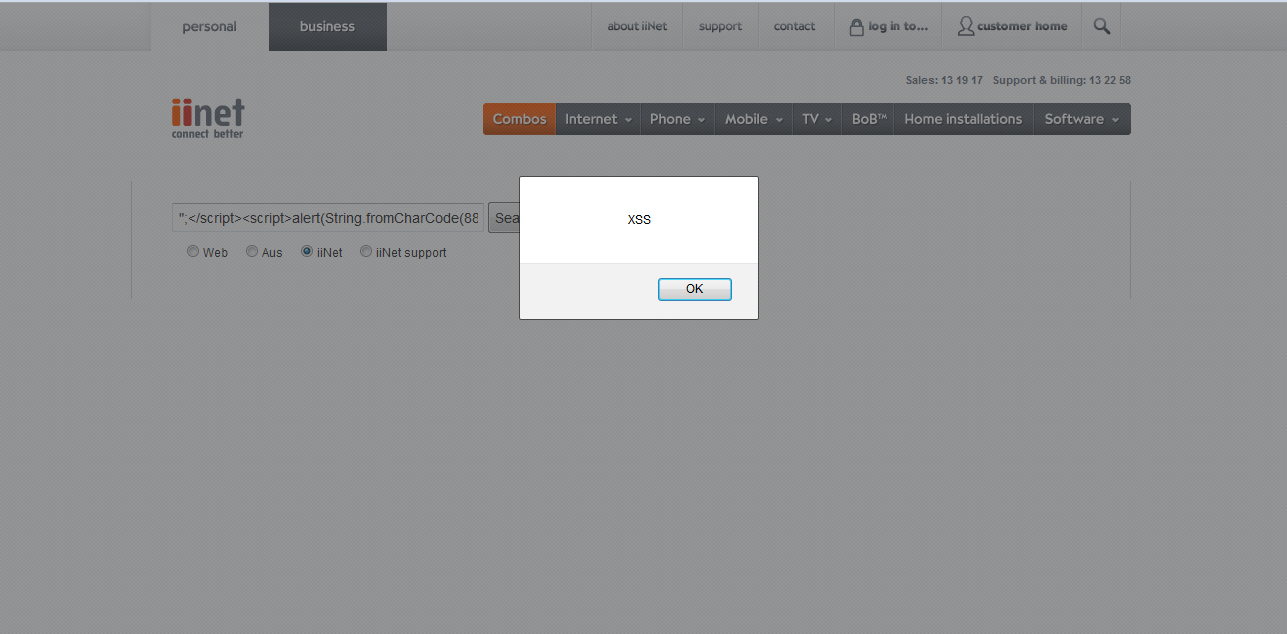 personal
business
about iiNet
support
contact
log in to...
customer home
Sales: 13 19 17 Support & billing: 13 22 58
iinet
connect better
Combos
Internet
Phone
Mobile
TV
BoB™
Home installations
Software
";</script><script>alert(String.fromCharCode(88
Sea
Web
Aus
iiNet
iiNet support
XSS
OK